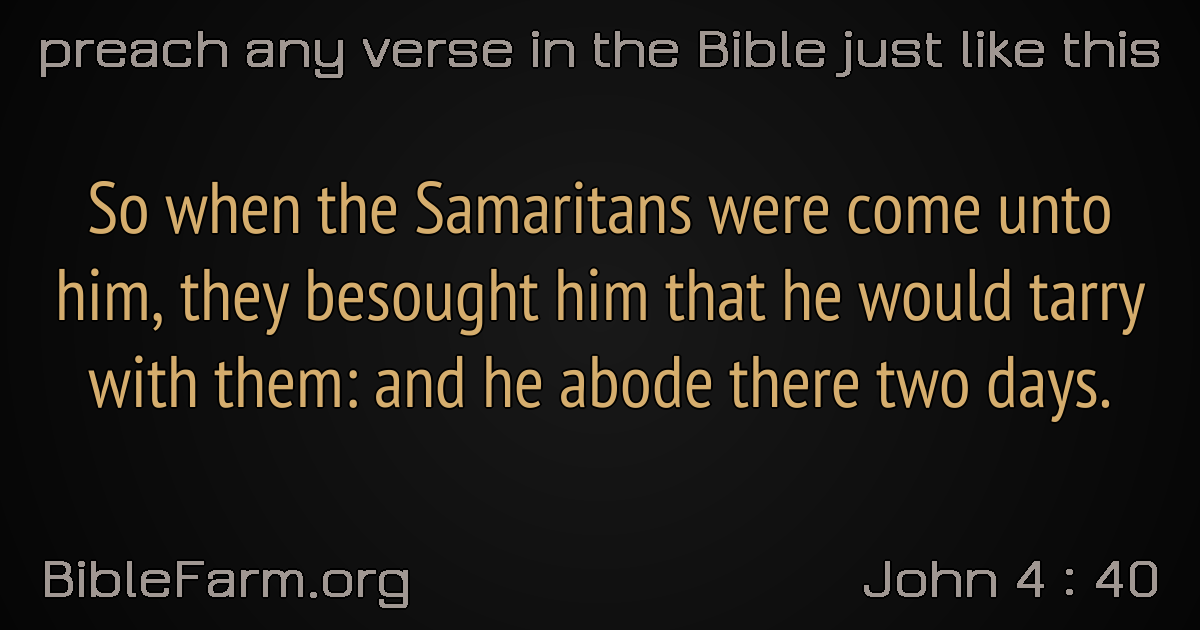 preach any verse in the Bible just like this
So when the Samaritans were come unto
him, they besought him that he would tarry
with them: and he abode there two days.
BibleFarm.org
John 4 : 40